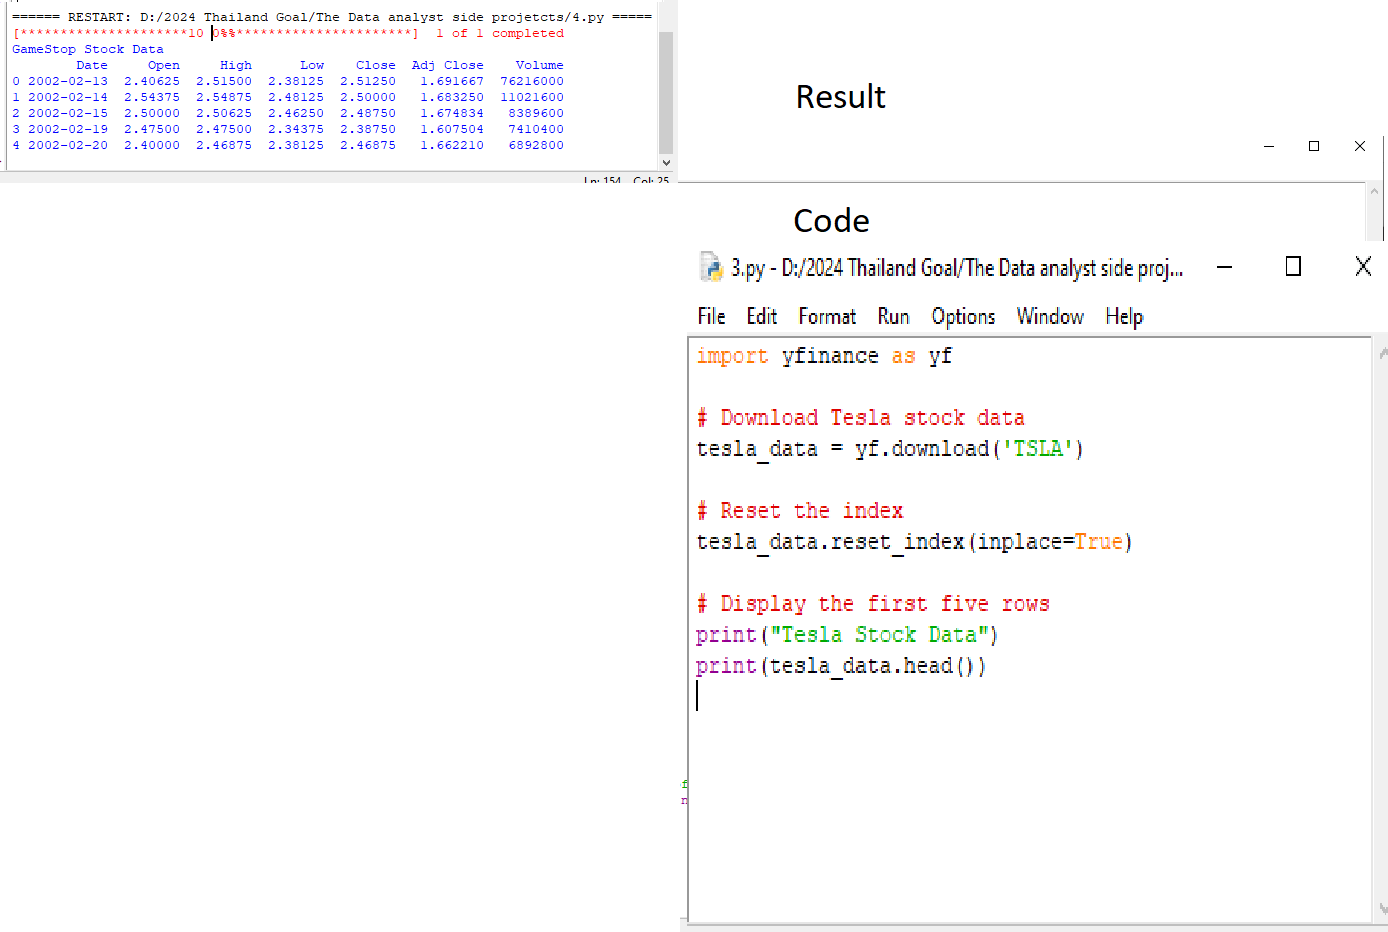 ====== RESTART: D:/2024 Thailand Goal/The Data analyst side projetcts/4.py =====
[*********************10 0%%**********************]  1 of 1 completed
GameStop Stock Data
        Date     Open     High      Low    Close  Adj Close    Volume
0 2002-02-13  2.40625  2.51500  2.38125  2.51250   1.691667  76216000
1 2002-02-14  2.54375  2.54875  2.48125  2.50000   1.683250  11021600
2 2002-02-15  2.50000  2.50625  2.46250  2.48750   1.674834   8389600
3 2002-02-19  2.47500  2.47500  2.34375  2.38750   1.607504   7410400
4 2002-02-20  2.40000  2.46875  2.38125  2.46875   1.662210   6892800
Ln: 154  Col: 25
Result
Code
3.py - D:/2024 Thailand Goal/The Data analyst side proj...
File Edit Format Run Options Window Help
import yfinance as yf
# Download Tesla stock data
tesla_data = yf.download('TSLA')
# Reset the index
tesla_data.reset_index(inplace=True)
# Display the first five rows
print("Tesla Stock Data")
print(tesla_data.head())